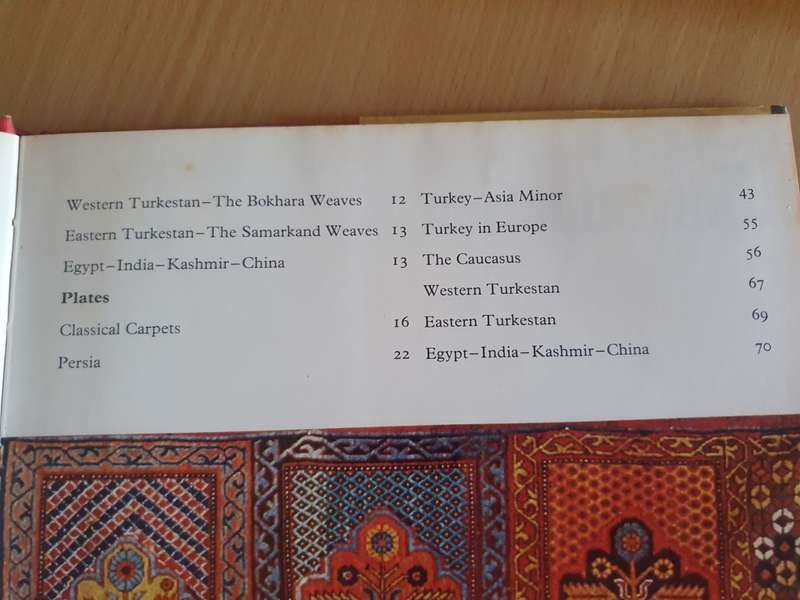 Western Turkestan–The Bokhara Weaves 12
Eastern Turkestan–The Samarkand Weaves 13
Egypt–India–Kashmir–China 13
Plates
Classical Carpets 16
Persia 22
Turkey–Asia Minor 43
Turkey in Europe 55
The Caucasus 56
Western Turkestan 67
Eastern Turkestan 69
Egypt–India–Kashmir–China 70